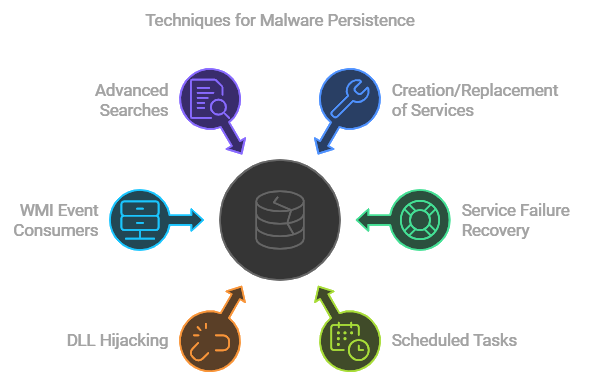 Techniques for Malware Persistence
Advanced
Searches
Creation/Replacement
of Services
WMI Event
Consumers
Service Failure
Recovery
DLL Hijacking
Scheduled Tasks